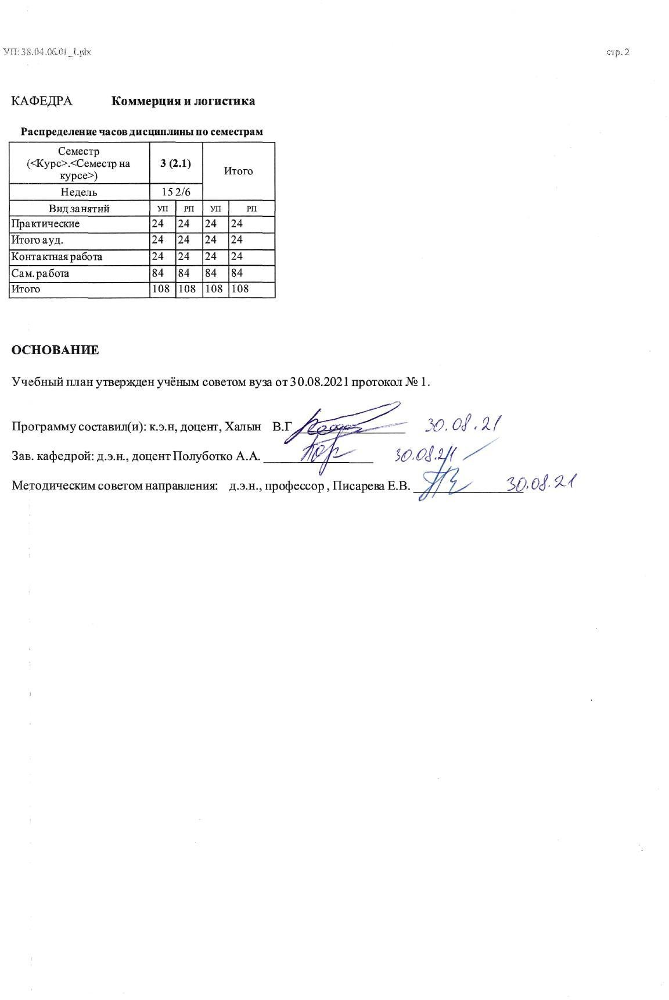 УП: 38.04.06.01_1.plx стр. 2
КАФЕДРА Коммерция и логистика
Распределение часов дисциплины по семестрам
Семестр
(<Курс>.<Семестр на
курсе>)
3 (2.1)
Итого
Недель 15 2/6
Вид занятий УП РП УП РП
Практические 24 24 24 24
Итого ауд. 24 24 24 24
Контактная работа 24 24 24 24
Сам. работа 84 84 84 84
Итого 108 108 108 108
ОСНОВАНИЕ
Учебный план утвержден учёным советом вуза от 30.08.2021 протокол № 1.
Программу составил(и): к.э.н, доцент, Халын В.Г 30.08.21
Зав. кафедрой: д.э.н., доцент Полуботко А.А. 30.08.21
Методическим советом направления: д.э.н., профессор , Писарева Е.В. 30.08.21